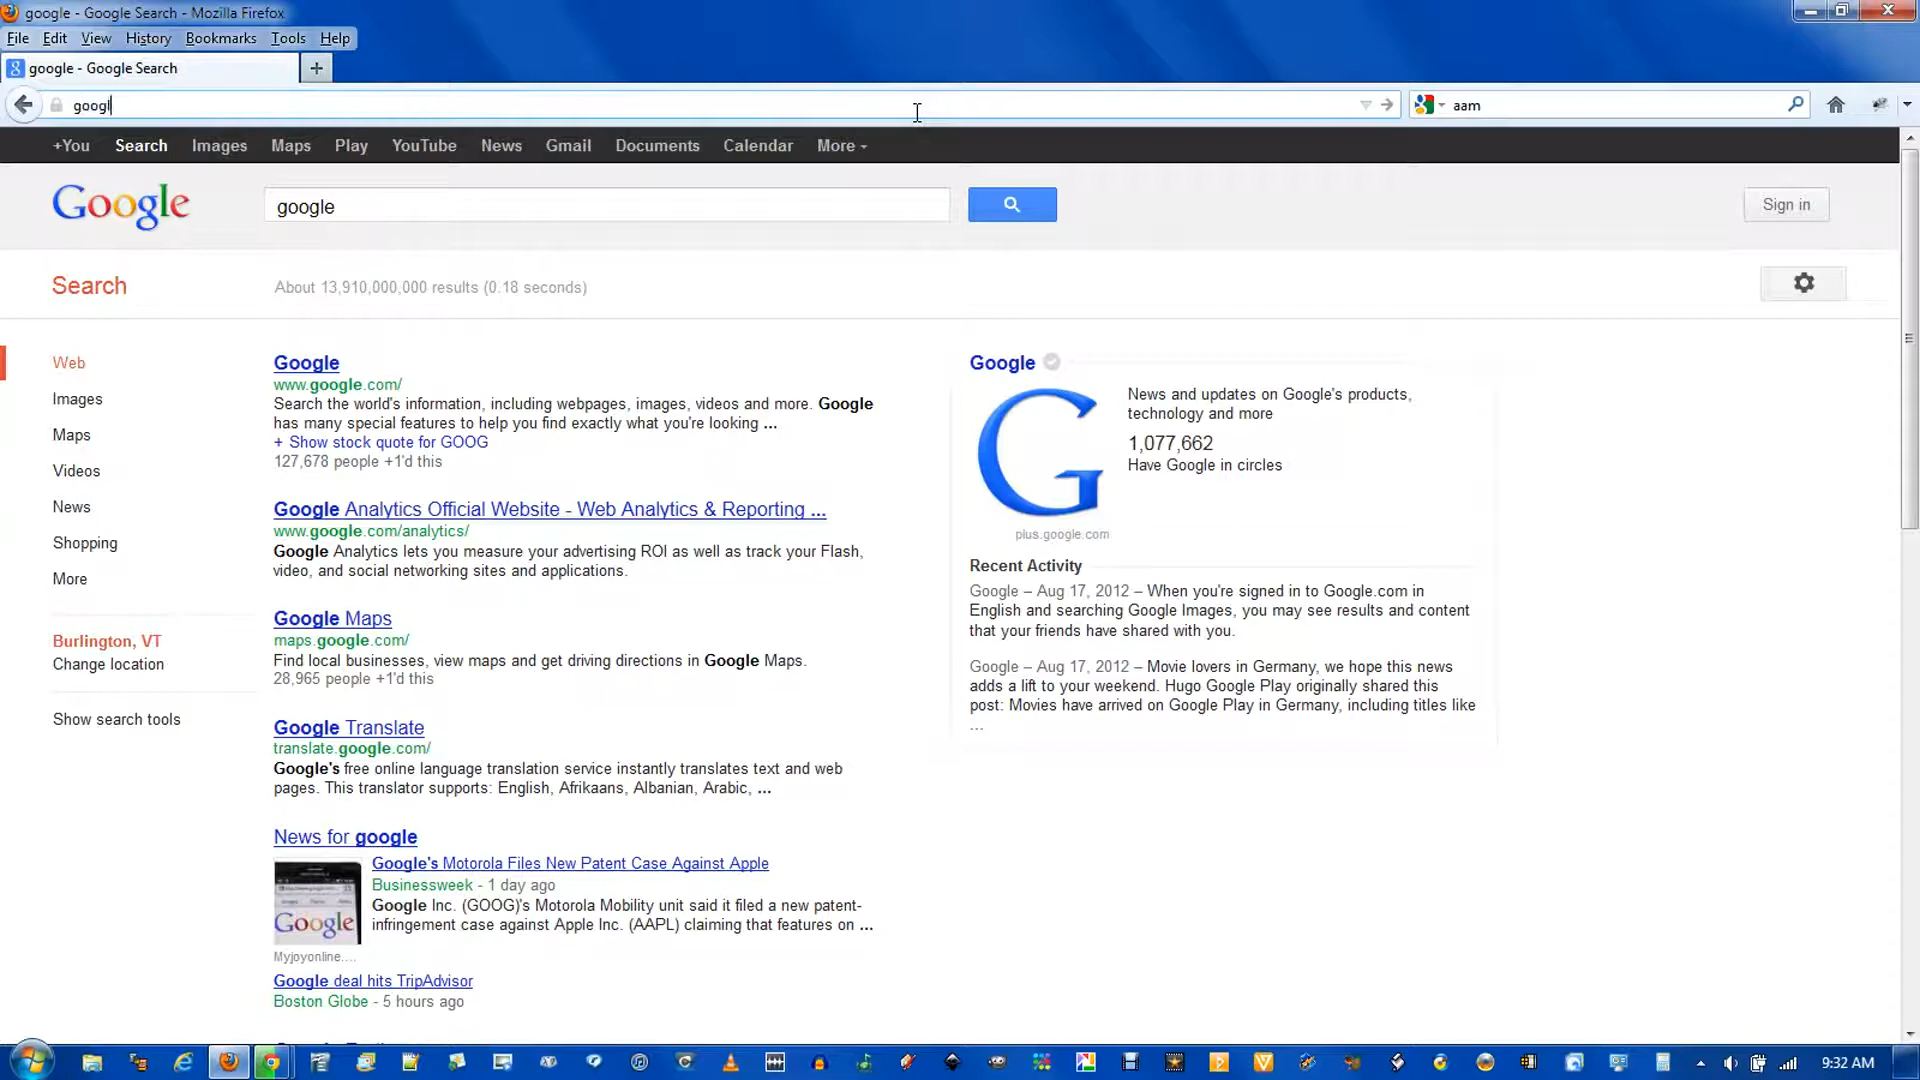 google - Google Search - Mozilla Firefox
File Edit View History Bookmarks Tools Help
google - Google Search
googl
aam
+You Search Images Maps Play YouTube News Gmail Documents Calendar More
Google
google
Sign in
Search
About 13,910,000,000 results (0.18 seconds)
Web
Images
Maps
Videos
News
Shopping
More
Burlington, VT
Change location
Show search tools
Google
www.google.com/
Search the world's information, including webpages, images, videos and more. Google
has many special features to help you find exactly what you're looking ...
+ Show stock quote for GOOG
127,678 people +1'd this
Google Analytics Official Website - Web Analytics & Reporting ...
www.google.com/analytics/
Google Analytics lets you measure your advertising ROI as well as track your Flash,
video, and social networking sites and applications.
Google Maps
maps.google.com/
Find local businesses, view maps and get driving directions in Google Maps.
28,965 people +1'd this
Google Translate
translate.google.com/
Google's free online language translation service instantly translates text and web
pages. This translator supports: English, Afrikaans, Albanian, Arabic, ...
News for google
Google's Motorola Files New Patent Case Against Apple
Businessweek - 1 day ago
Google Inc. (GOOG)'s Motorola Mobility unit said it filed a new patent-
infringement case against Apple Inc. (AAPL) claiming that features on ...
Google
Myjoyonline....
Google deal hits TripAdvisor
Boston Globe - 5 hours ago
Google
News and updates on Google's products,
technology and more
1,077,662
Have Google in circles
plus.google.com
Recent Activity
Google – Aug 17, 2012 – When you're signed in to Google.com in
English and searching Google Images, you may see results and content
that your friends have shared with you.
Google – Aug 17, 2012 – Movie lovers in Germany, we hope this news
adds a lift to your weekend. Hugo Google Play originally shared this
post: Movies have arrived on Google Play in Germany, including titles like
...
9:32 AM